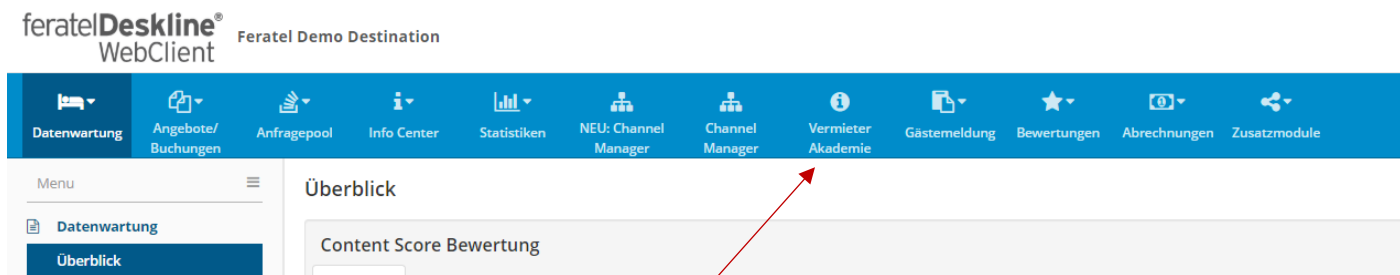 feratelDeskline®
WebClient
Feratel Demo Destination
Datenwartung
Angebote/
Buchungen
Anfragepool
Info Center
Statistiken
NEU: Channel
Manager
Channel
Manager
Vermieter
Akademie
Gästemeldung
Bewertungen
Abrechnungen
Zusatzmodule
Menu
Überblick
Datenwartung
Content Score Bewertung
Überblick